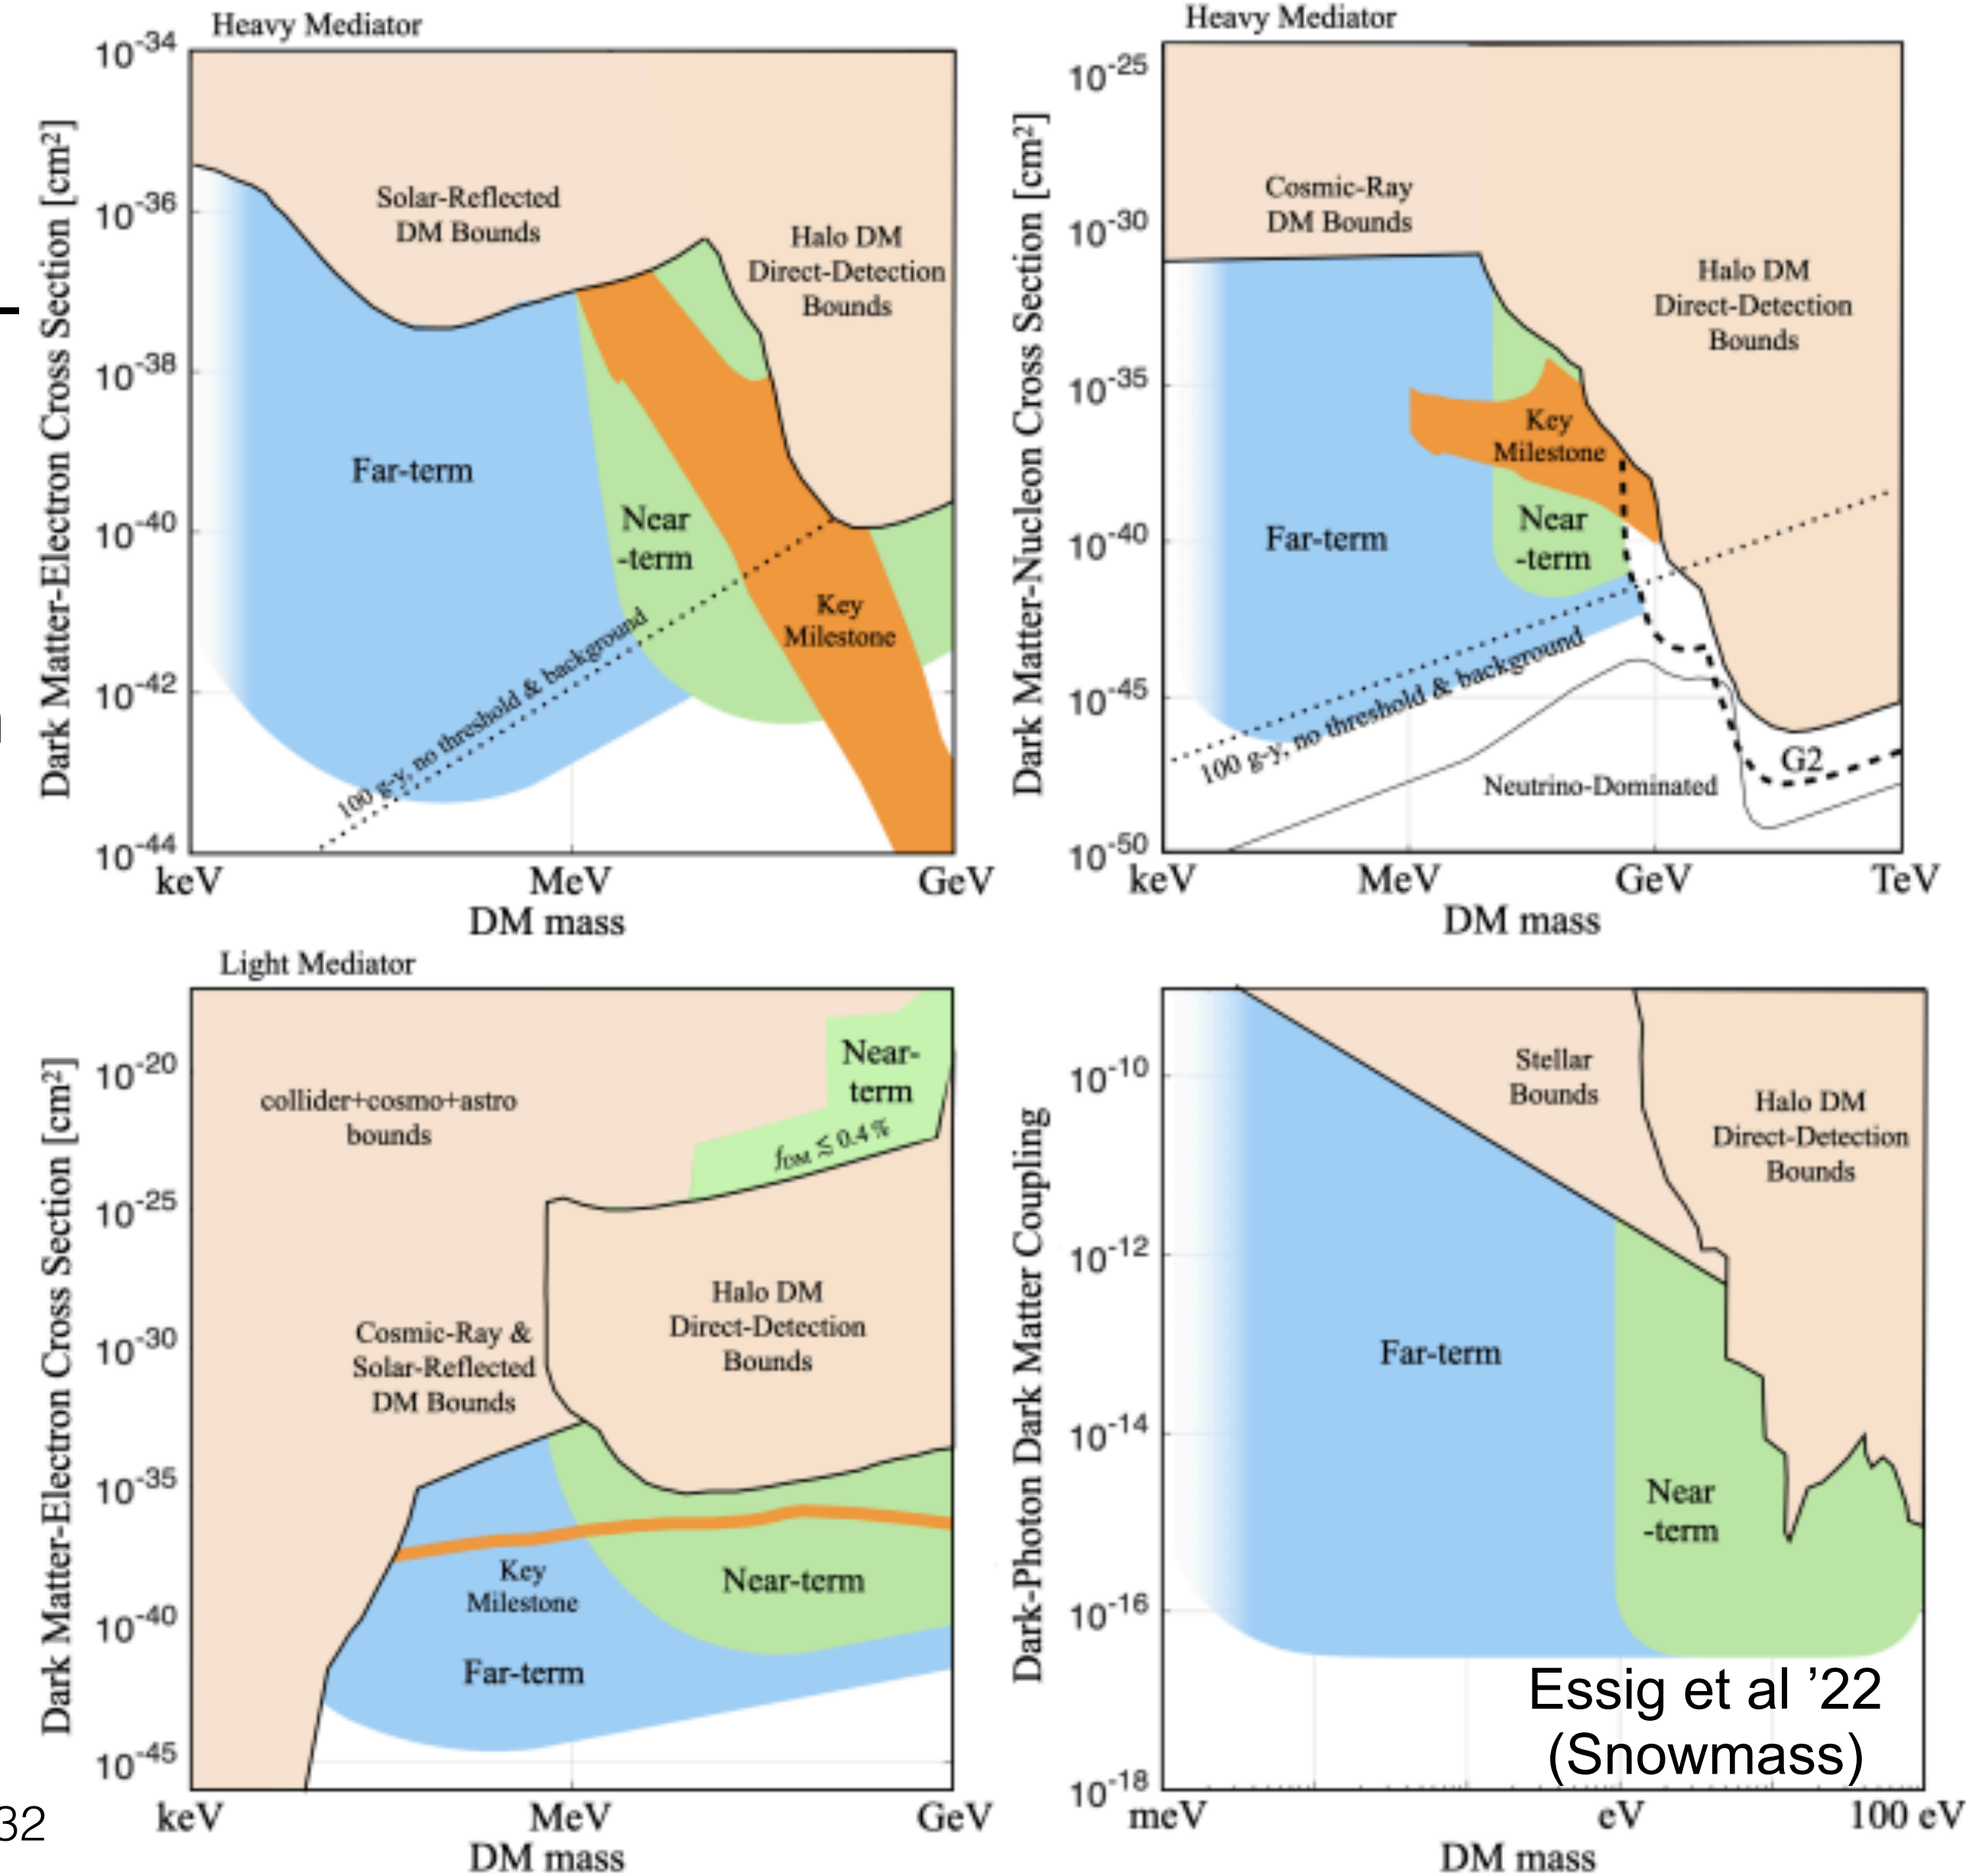 Heavy Mediator
Dark Matter-Electron Cross Section [cm²]
10⁻³⁴
10⁻³⁶
10⁻³⁸
10⁻⁴⁰
10⁻⁴²
10⁻⁴⁴
Solar-Reflected
DM Bounds
Halo DM
Direct-Detection
Bounds
Far-term
Near
-term
Key
Milestone
100 g-y, no threshold & background
keV
MeV
GeV
DM mass
Heavy Mediator
Dark Matter-Nucleon Cross Section [cm²]
10⁻²⁵
10⁻³⁰
10⁻³⁵
10⁻⁴⁰
10⁻⁴⁵
10⁻⁵⁰
Cosmic-Ray
DM Bounds
Halo DM
Direct-Detection
Bounds
Key
Milestone
Far-term
Near
-term
100 g-y, no threshold & background
G2
Neutrino-Dominated
keV
MeV
GeV
TeV
DM mass
Light Mediator
Dark Matter-Electron Cross Section [cm²]
10⁻²⁰
10⁻²⁵
10⁻³⁰
10⁻³⁵
10⁻⁴⁰
10⁻⁴⁵
collider+cosmo+astro
bounds
Near-
term
f_DM ≲ 0.4 %
Halo DM
Direct-Detection
Bounds
Cosmic-Ray &
Solar-Reflected
DM Bounds
Key
Milestone
Near-term
Far-term
keV
MeV
GeV
DM mass
Dark-Photon Dark Matter Coupling
10⁻¹⁰
10⁻¹²
10⁻¹⁴
10⁻¹⁶
10⁻¹⁸
Stellar
Bounds
Halo DM
Direct-Detection
Bounds
Far-term
Near
-term
Essig et al ’22
(Snowmass)
meV
eV
100 eV
DM mass
32